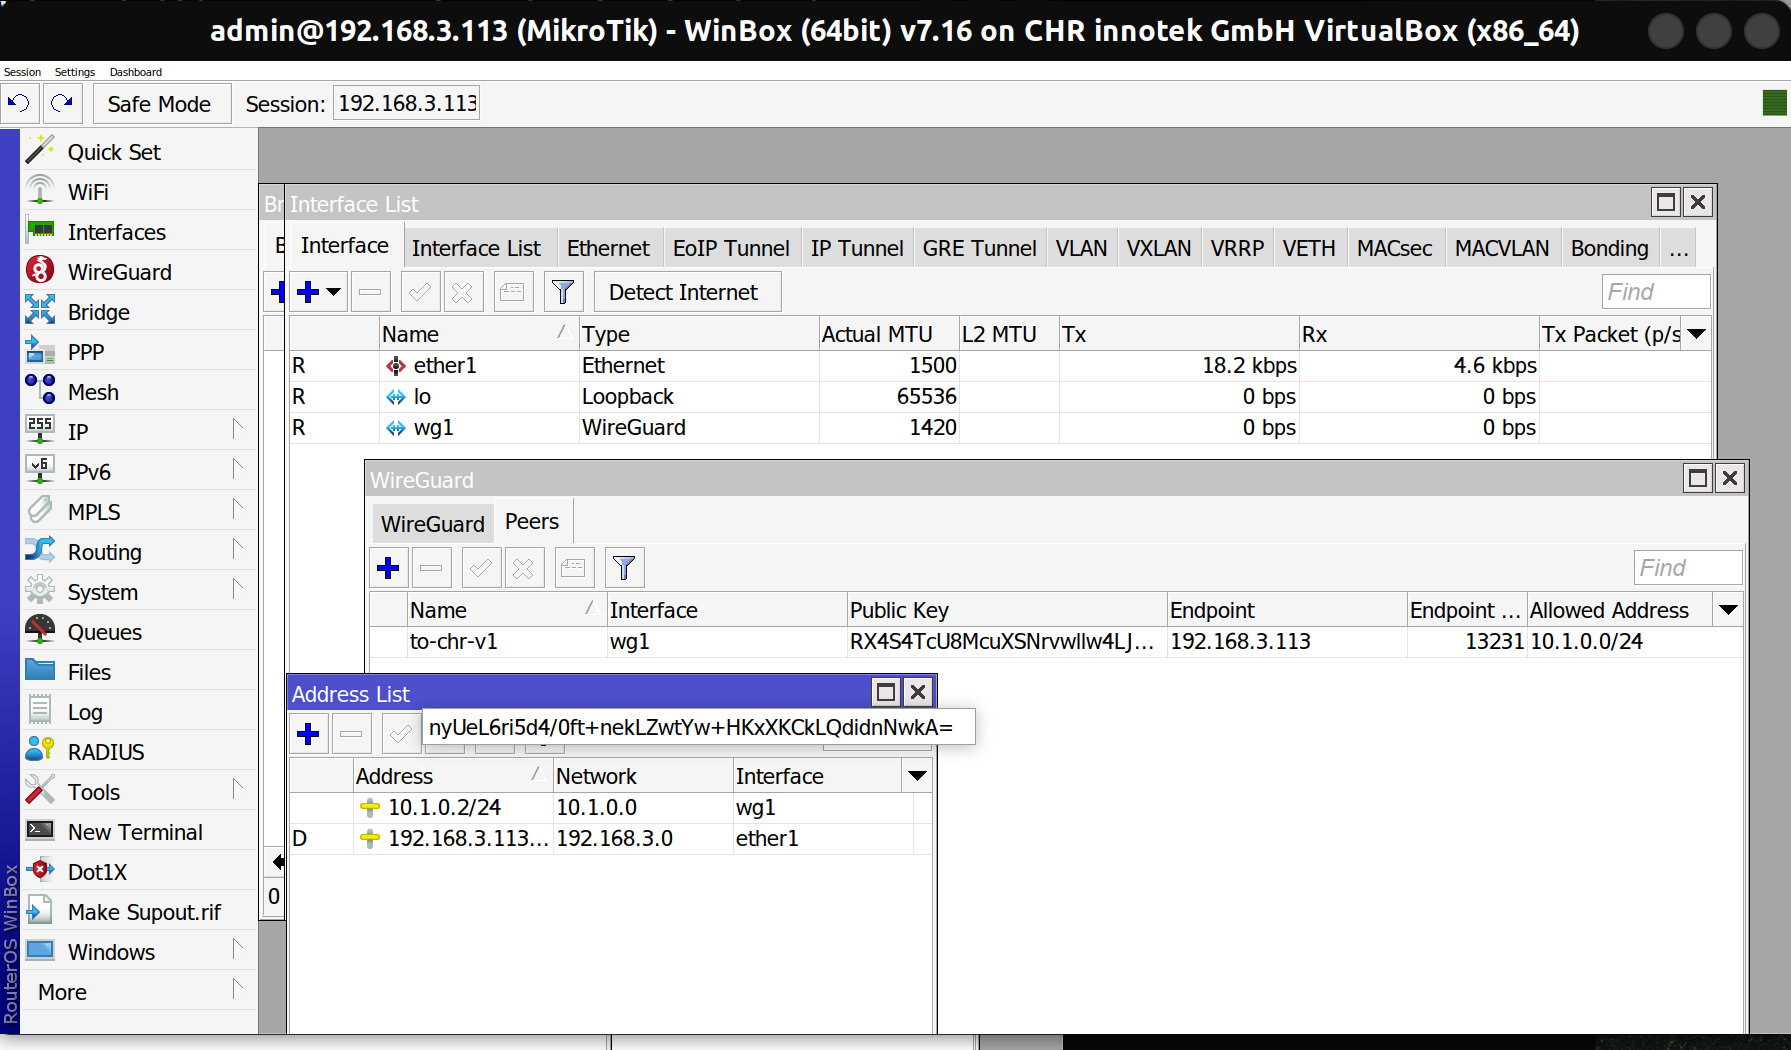 admin@192.168.3.113 (MikroTik) - WinBox (64bit) v7.16 on CHR innotek GmbH VirtualBox (x86_64)
Session Settings Dashboard
Safe Mode Session: 192.168.3.113
Quick Set
WiFi
Interfaces
WireGuard
Bridge
PPP
Mesh
IP
IPv6
MPLS
Routing
System
Queues
Files
Log
RADIUS
Tools
New Terminal
Dot1X
Make Supout.rif
Windows
More
RouterOS WinBox
Br
B
0
Interface List
Interface Interface List Ethernet EoIP Tunnel IP Tunnel GRE Tunnel VLAN VXLAN VRRP VETH MACsec MACVLAN Bonding ...
Detect Internet Find
Name Type Actual MTU L2 MTU Tx Rx Tx Packet (p/s
R ether1 Ethernet 1500 18.2 kbps 4.6 kbps
R lo Loopback 65536 0 bps 0 bps
R wg1 WireGuard 1420 0 bps 0 bps
WireGuard
WireGuard Peers
Find
Name Interface Public Key Endpoint Endpoint ... Allowed Address
to-chr-v1 wg1 RX4S4TcU8McuXSNrvwllw4LJ... 192.168.3.113 13231 10.1.0.0/24
Address List
nyUeL6ri5d4/0ft+nekLZwtYw+HKxXKCkLQdidnNwkA=
Address Network Interface
10.1.0.2/24 10.1.0.0 wg1
D 192.168.3.113... 192.168.3.0 ether1